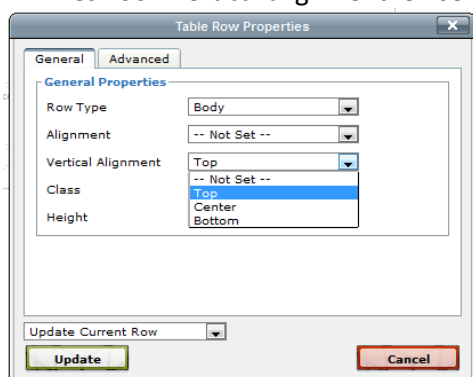 Table Row Properties X
General Advanced
General Properties
Row Type Body
Alignment -- Not Set --
Vertical Alignment Top
-- Not Set --
Class Top
Center
Height Bottom
Update Current Row
Update Cancel